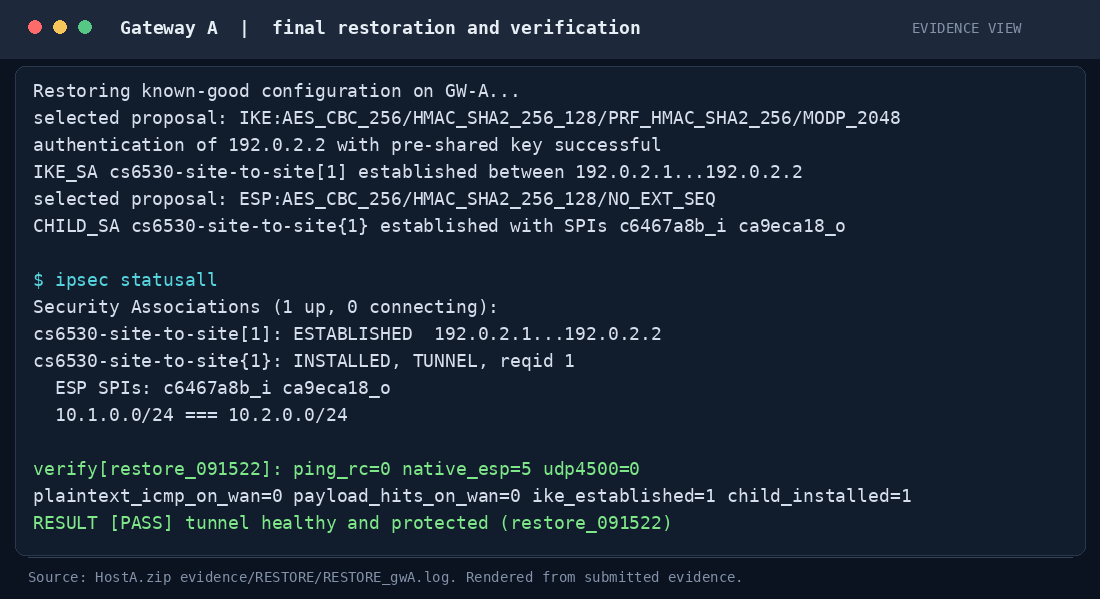 Gateway A | final restoration and verification
EVIDENCE VIEW
Restoring known-good configuration on GW-A...
selected proposal: IKE:AES_CBC_256/HMAC_SHA2_256_128/PRF_HMAC_SHA2_256/MODP_2048
authentication of 192.0.2.2 with pre-shared key successful
IKE_SA cs6530-site-to-site[1] established between 192.0.2.1...192.0.2.2
selected proposal: ESP:AES_CBC_256/HMAC_SHA2_256_128/NO_EXT_SEQ
CHILD_SA cs6530-site-to-site{1} established with SPIs c6467a8b_i ca9eca18_o
$ ipsec statusall
Security Associations (1 up, 0 connecting):
cs6530-site-to-site[1]: ESTABLISHED  192.0.2.1...192.0.2.2
cs6530-site-to-site{1}: INSTALLED, TUNNEL, reqid 1
  ESP SPIs: c6467a8b_i ca9eca18_o
  10.1.0.0/24 === 10.2.0.0/24
verify[restore_091522]: ping_rc=0 native_esp=5 udp4500=0
plaintext_icmp_on_wan=0 payload_hits_on_wan=0 ike_established=1 child_installed=1
RESULT [PASS] tunnel healthy and protected (restore_091522)
Source: HostA.zip evidence/RESTORE/RESTORE_gwA.log. Rendered from submitted evidence.